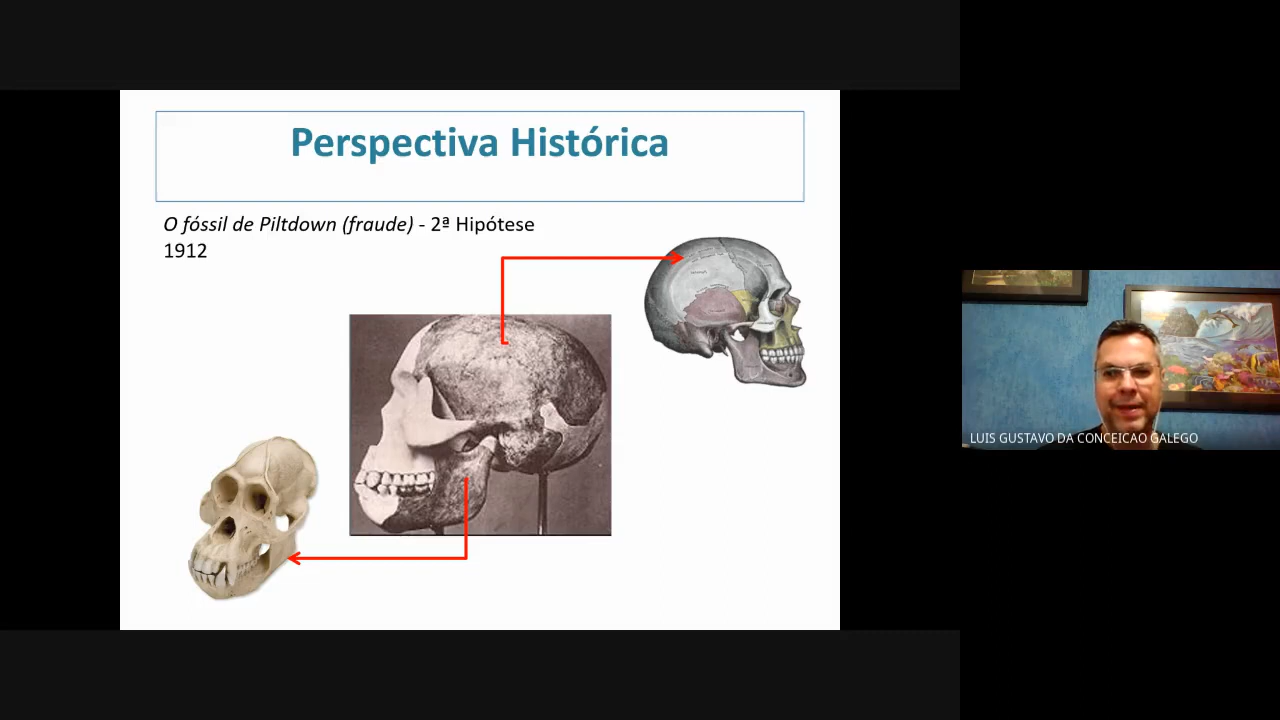 Perspectiva Histórica
O fóssil de Piltdown (fraude) - 2ª Hipótese
1912
LUIS GUSTAVO DA CONCEICAO GALEGO